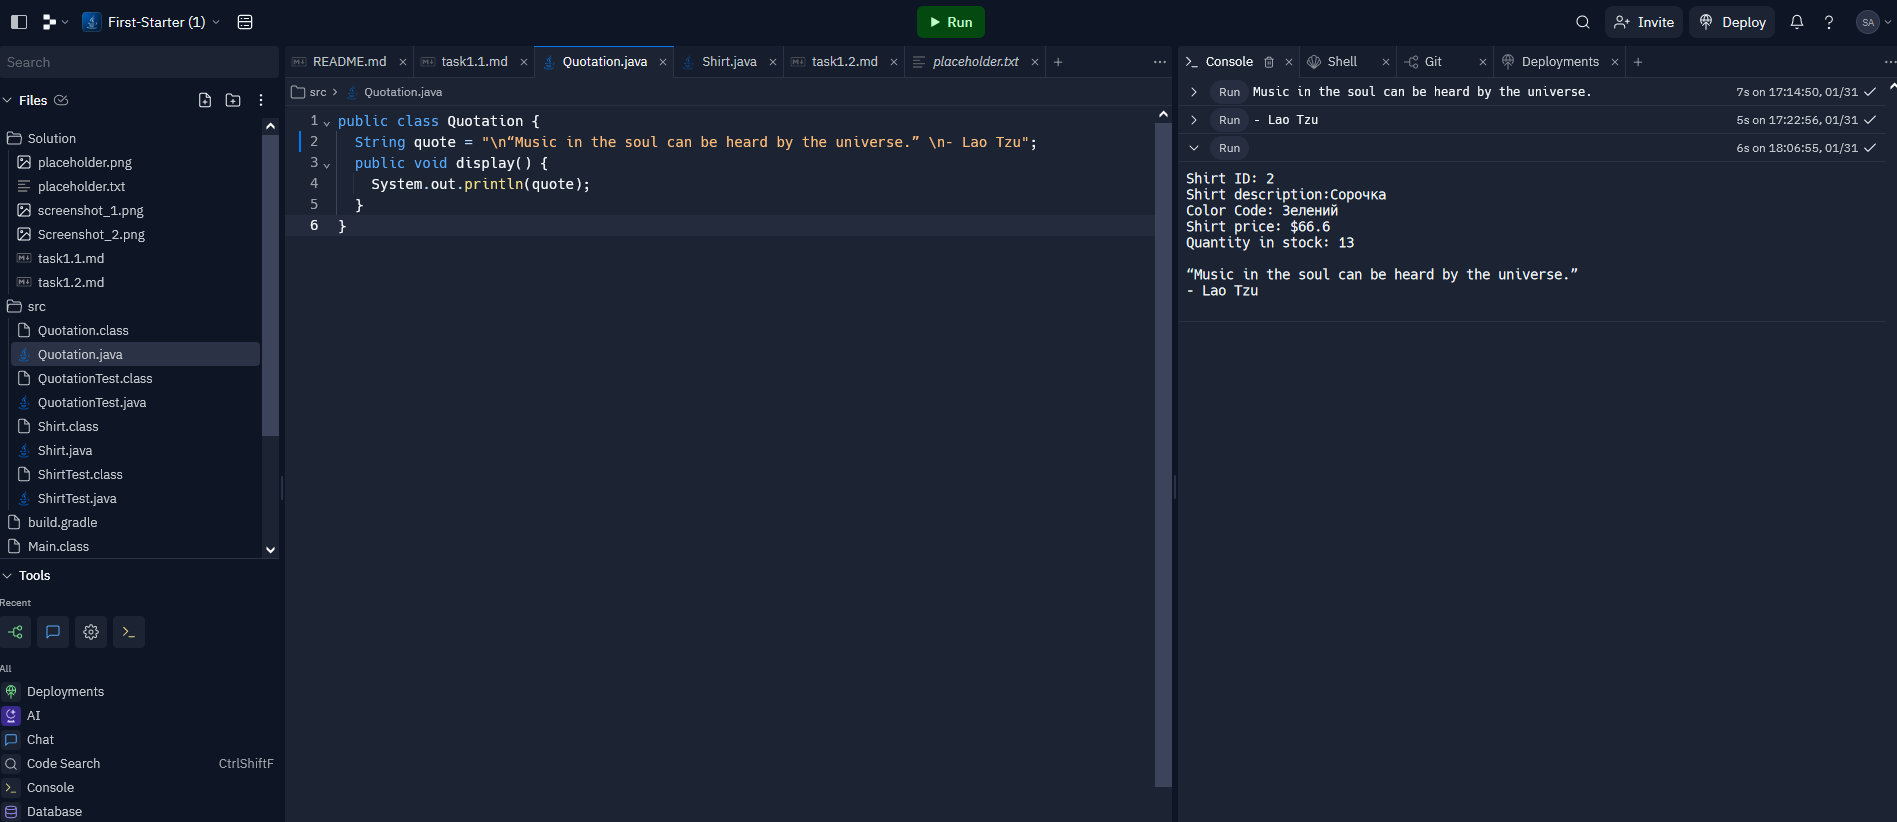 First-Starter (1)
Run
Invite
Deploy
SA
Search
Files
Solution
placeholder.png
placeholder.txt
screenshot_1.png
Screenshot_2.png
task1.1.md
task1.2.md
src
Quotation.class
Quotation.java
QuotationTest.class
QuotationTest.java
Shirt.class
Shirt.java
ShirtTest.class
ShirtTest.java
build.gradle
Main.class
Tools
Recent
All
Deployments
AI
Chat
Code Search CtrlShiftF
Console
Database
README.md
task1.1.md
Quotation.java
Shirt.java
task1.2.md
placeholder.txt
src > Quotation.java
1 public class Quotation {
2 String quote = "\n“Music in the soul can be heard by the universe.” \n- Lao Tzu";
3 public void display() {
4 System.out.println(quote);
5 }
6 }
Console
Shell
Git
Deployments
Run Music in the soul can be heard by the universe. 7s on 17:14:50, 01/31
Run - Lao Tzu 5s on 17:22:56, 01/31
Run 6s on 18:06:55, 01/31
Shirt ID: 2
Shirt description:Сорочка
Color Code: Зелений
Shirt price: $66.6
Quantity in stock: 13
“Music in the soul can be heard by the universe.”
- Lao Tzu